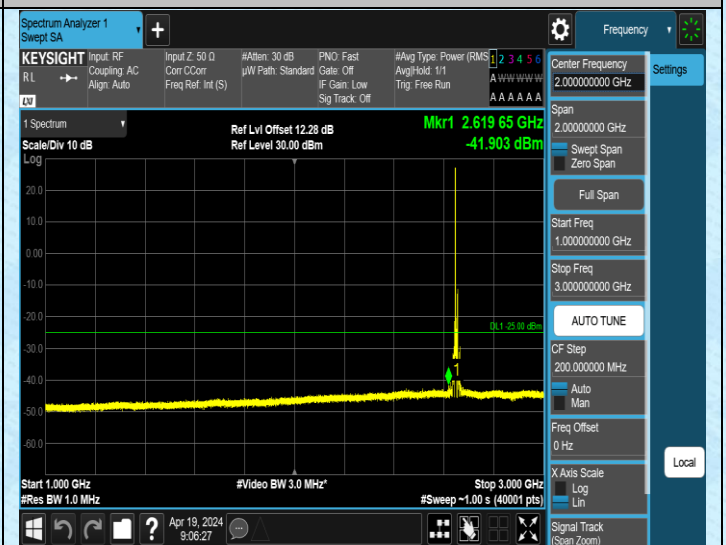 Spectrum Analyzer 1
Swept SA
+
Frequency
KEYSIGHT
RL
LXI
Input: RF
Coupling: AC
Align: Auto
Input Z: 50 Ω
Corr CCorr
Freq Ref: Int (S)
#Atten: 30 dB
µW Path: Standard
PNO: Fast
Gate: Off
IF Gain: Low
Sig Track: Off
#Avg Type: Power (RMS
Avg|Hold: 1/1
Trig: Free Run
1 2 3 4 5 6
A W W W W W
A A A A A A
1 Spectrum
Scale/Div 10 dB
Log
Ref Lvl Offset 12.28 dB
Ref Level 30.00 dBm
Mkr1 2.619 65 GHz
-41.903 dBm
20.0
10.0
0.00
-10.0
-20.0
DL1 -25.00 dBm
-30.0
-40.0
1
-50.0
-60.0
Start 1.000 GHz
#Res BW 1.0 MHz
#Video BW 3.0 MHz*
Stop 3.000 GHz
#Sweep ~1.00 s (40001 pts)
Center Frequency
2.000000000 GHz
Settings
Span
2.00000000 GHz
Swept Span
Zero Span
Full Span
Start Freq
1.000000000 GHz
Stop Freq
3.000000000 GHz
AUTO TUNE
CF Step
200.000000 MHz
Auto
Man
Freq Offset
0 Hz
X Axis Scale
Log
Lin
Signal Track
(Span Zoom)
Local
?
Apr 19, 2024
9:06:27